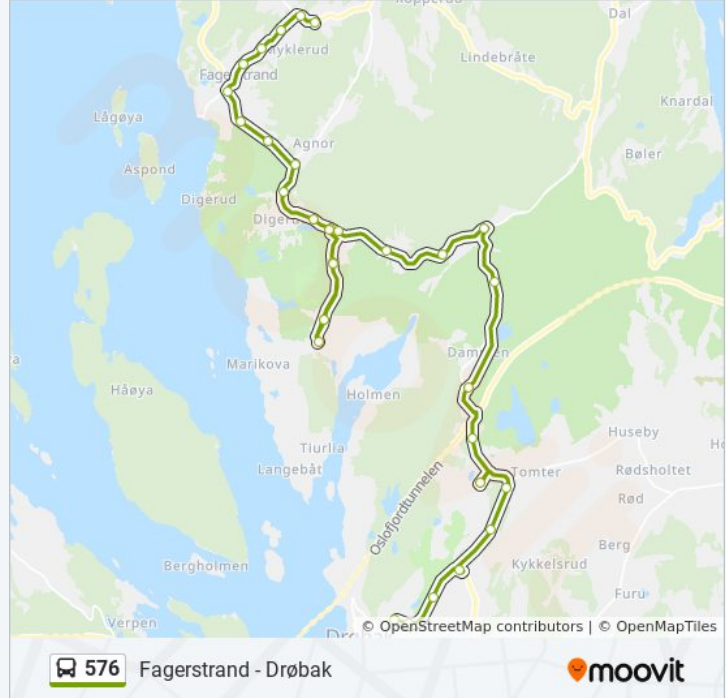 Kopperud
Dal
Myklerud
Lindebråte
Fagerstrand
Knardal
Lågøya
Agnor
Bøler
Aspond
Digerud
Digerud
Dammen
Marikova
Håøya
Holmen
Huseby
Tiurlia
Langebåt
Tomter
Rødsholtet
Rød
Oslofjordtunnelen
Berg
Bergholmen
Kykkelsrud
Furu
Verpen
© OpenStreetMap contributors | © OpenMapTiles
576 Fagerstrand - Drøbak
moovit